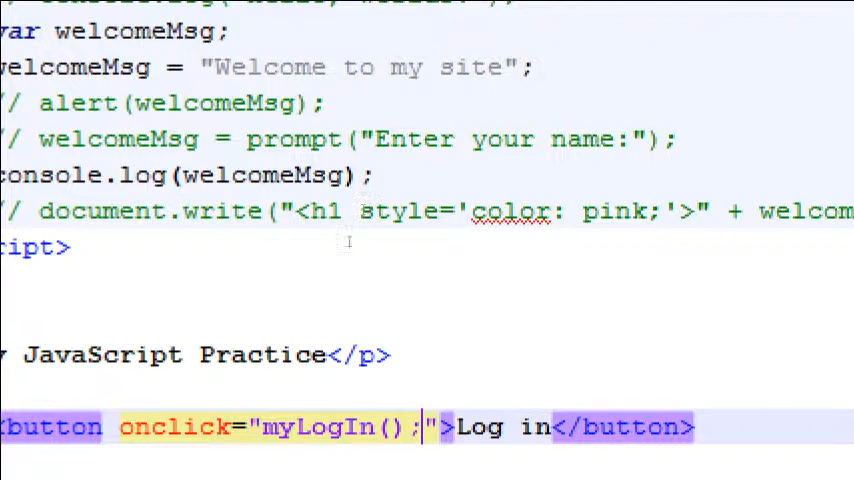 var welcomeMsg;
welcomeMsg = "Welcome to my site";
// alert(welcomeMsg);
// welcomeMsg = prompt("Enter your name:");
console.log(welcomeMsg);
// document.write("<h1 style='color: pink;'>" + welcom
ript>
y JavaScript Practice</p>
<button onclick="myLogIn();">Log in</button>